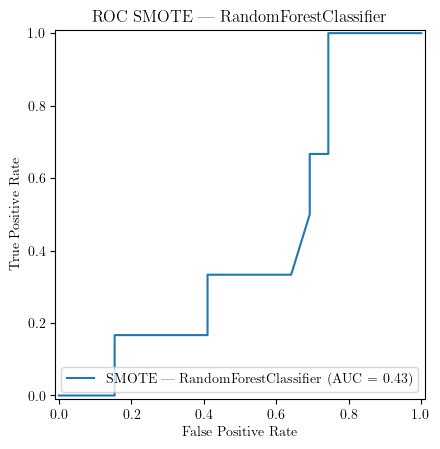 ROC SMOTE — RandomForestClassifier
1.0
0.8
0.6
0.4
0.2
0.0
True Positive Rate
SMOTE — RandomForestClassifier (AUC = 0.43)
0.0 0.2 0.4 0.6 0.8 1.0
False Positive Rate